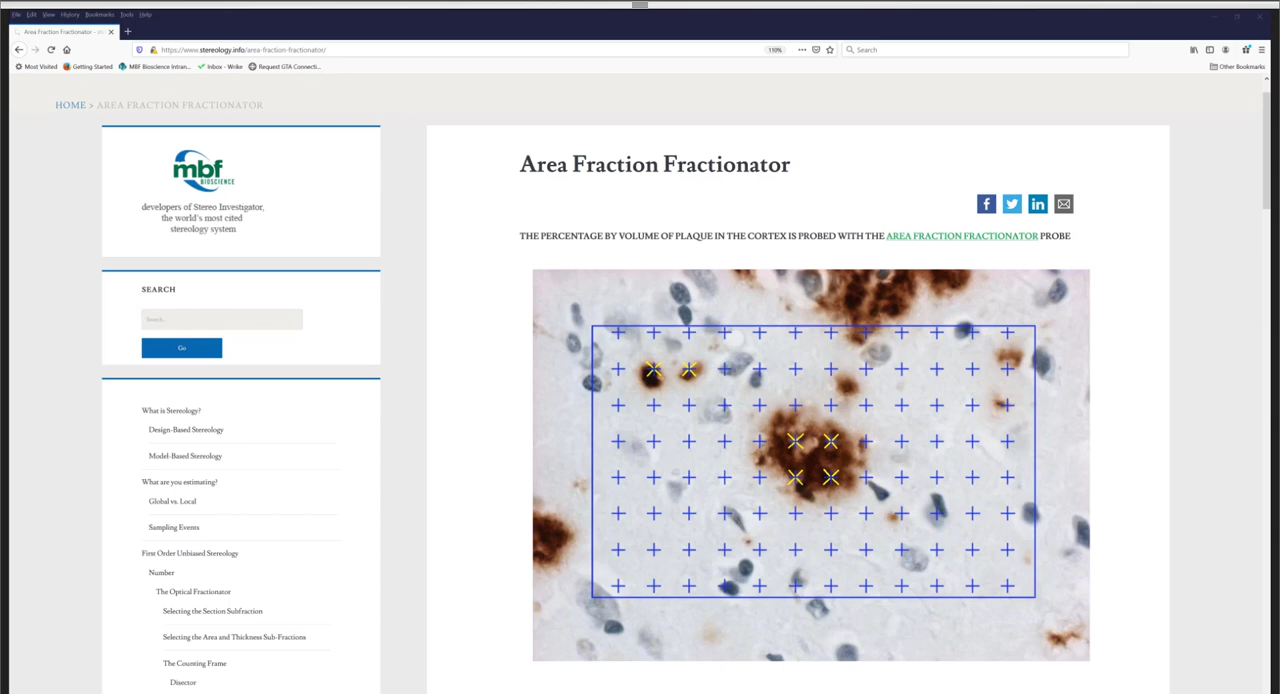 File Edit View History Bookmarks Tools Help
Area Fraction Fractionator - st
https://www.stereology.info/area-fraction-fractionator/
110%
Search
Most Visited Getting Started MBF Bioscience Intran... Inbox - Wrike Request GTA Connecti...
Other Bookmarks
HOME > AREA FRACTION FRACTIONATOR
mbf
BIOSCIENCE
developers of Stereo Investigator,
the world's most cited
stereology system
SEARCH
Search...
Go
What is Stereology?
Design-Based Stereology
Model-Based Stereology
What are you estimating?
Global vs. Local
Sampling Events
First Order Unbiased Stereology
Number
The Optical Fractionator
Selecting the Section Subfraction
Selecting the Area and Thickness Sub-Fractions
The Counting Frame
Disector
Area Fraction Fractionator
THE PERCENTAGE BY VOLUME OF PLAQUE IN THE CORTEX IS PROBED WITH THE AREA FRACTION FRACTIONATOR PROBE